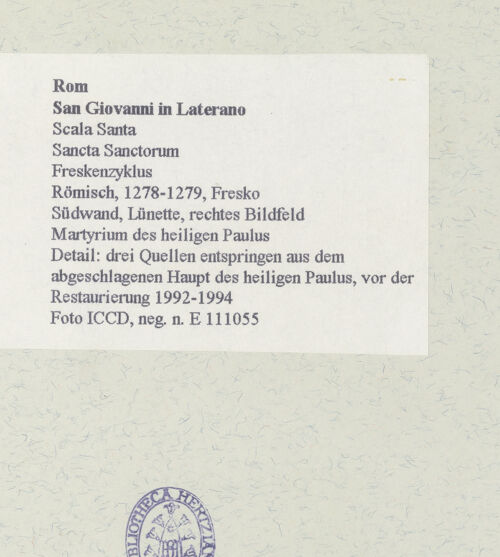 Rom
San Giovanni in Laterano
Scala Santa
Sancta Sanctorum
Freskenzyklus
Römisch, 1278-1279, Fresko
Südwand, Lünette, rechtes Bildfeld
Martyrium des heiligen Paulus
Detail: drei Quellen entspringen aus dem
abgeschlagenen Haupt des heiligen Paulus, vor der
Restaurierung 1992-1994
Foto ICCD, neg. n. E 111055
BLIOTHECA HERTZIAN